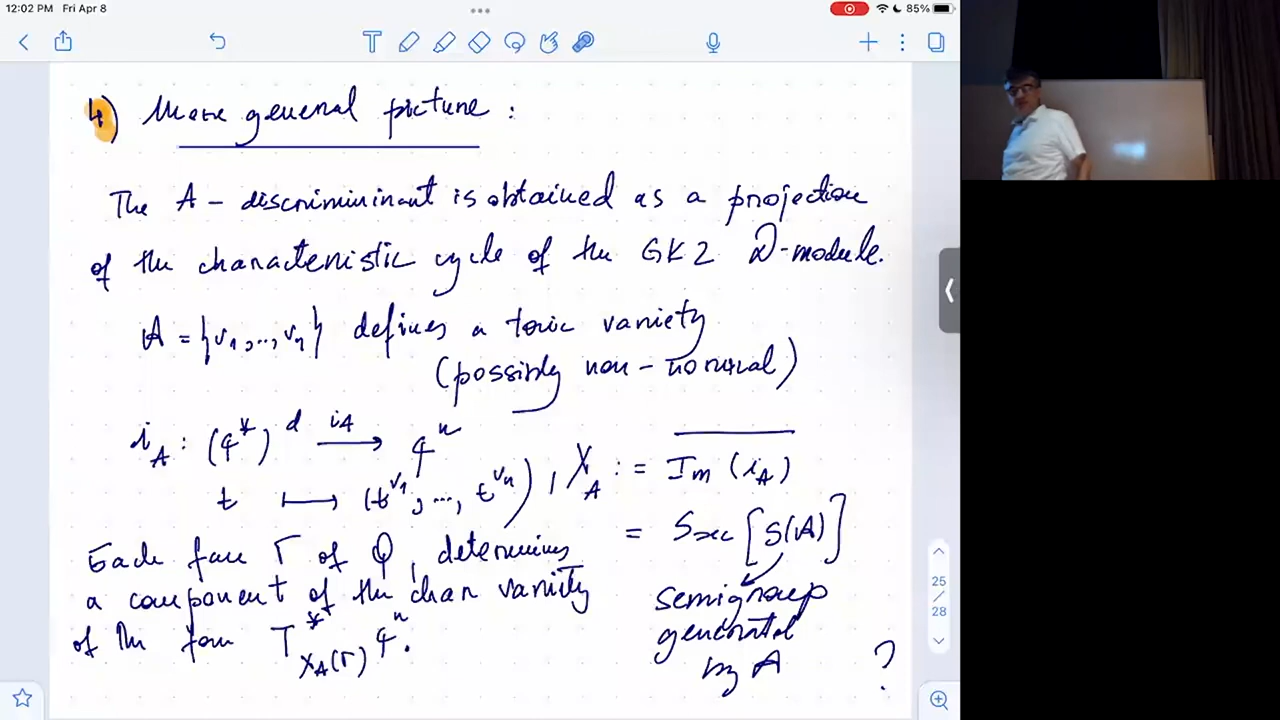 12:02 PM Fri Apr 8
85%
4) More general picture :
The A - discriminant is obtained as a projection
of the characteristic cycle of the GKZ D-module.
A = {v1, .., vn} defines a toric variety
(possibly non-normal)
i_A : (ℂ*)^d —i_A→ ℂ^n
t ⟼ (t^{v1}, ..., t^{vn}) , X_A := \overline{Im (i_A)}
= Spec [S(A)]
semigroup
generated
by A
Each face Γ of Q, determines
a component of the char variety
of the form T^*_{X_A(Γ)} ℂ^n.
?
25
/
28